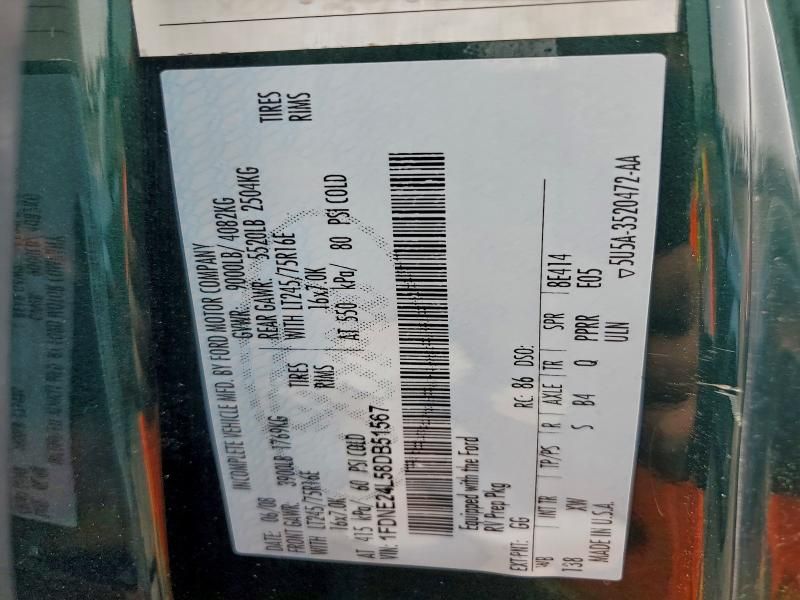 INCOMPLETE VEHICLE MFD. BY FORD MOTOR COMPANY
DATE: 06/08 GVWR: 9000LB/ 4082KG
FRONT GAWR: 3900LB 1769KG REAR GAWR: 5520LB 2504KG
WITH LT245/75R16E TIRES WITH LT245/75R16E TIRES
16x7.0K RIMS 16x7.0K RIMS
AT 415 kPa/ 60 PSI COLD AT 550 kPa/ 80 PSI COLD
VIN: 1FDXE24L58DB51567
Equipped with the Ford
RV Prep Pkg
EXT PNT: GG RC: 86 DSO:
WB INT TR TP/PS R AXLE TR SPR 8E414
138 XW S B4 Q PPRR E05
MADE IN U.S.A. ULN
▽5U5A-3520472-AA